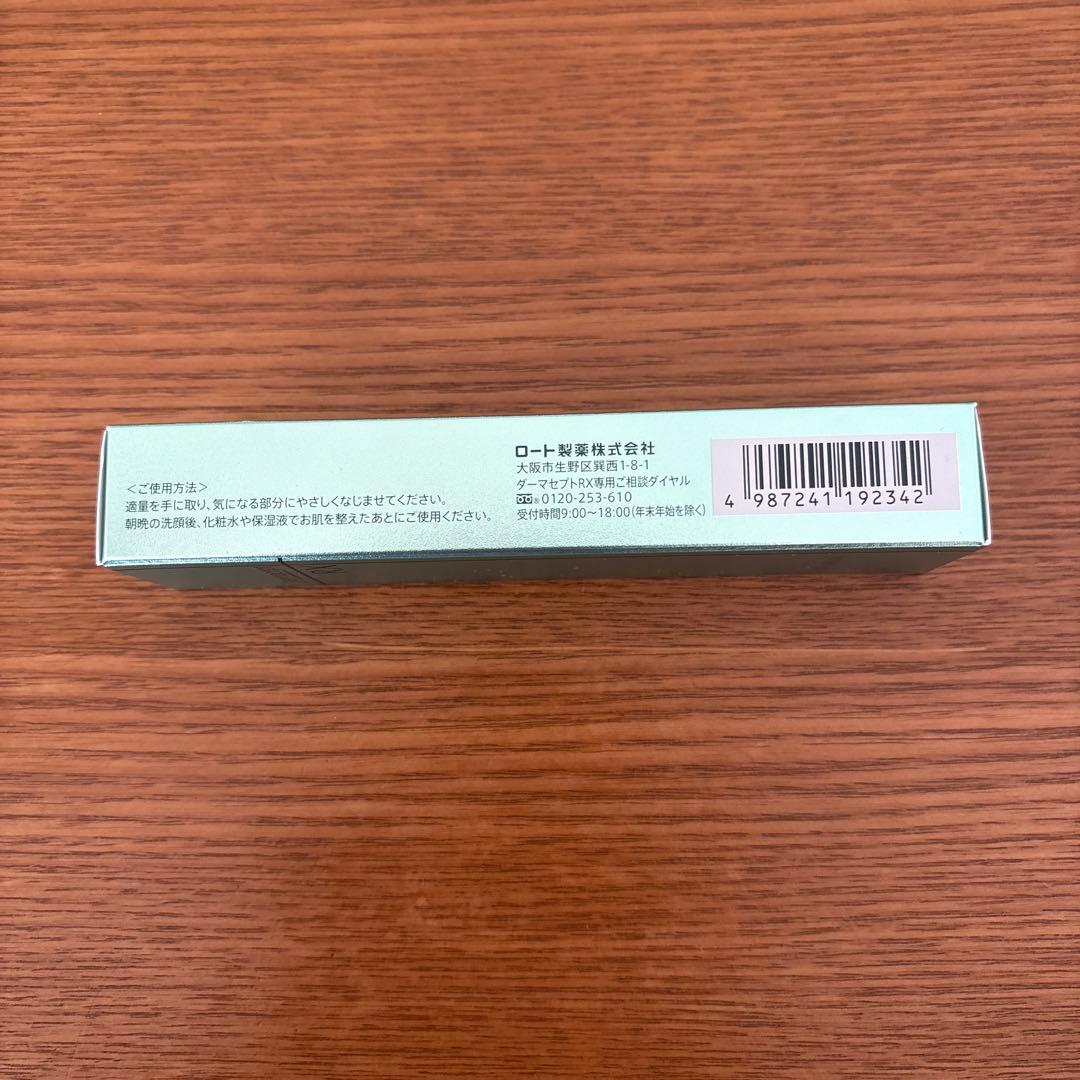 ＜ご使用方法＞
適量を手に取り、気になる部分にやさしくなじませてください。
朝晩の洗顔後、化粧水や保湿液でお肌を整えたあとにご使用ください。
ロート製薬株式会社
大阪市生野区巽西1-8-1
ダーマセプトRX専用ご相談ダイヤル
0120-253-610
受付時間9:00〜18:00（年末年始を除く）
4 987241 192342